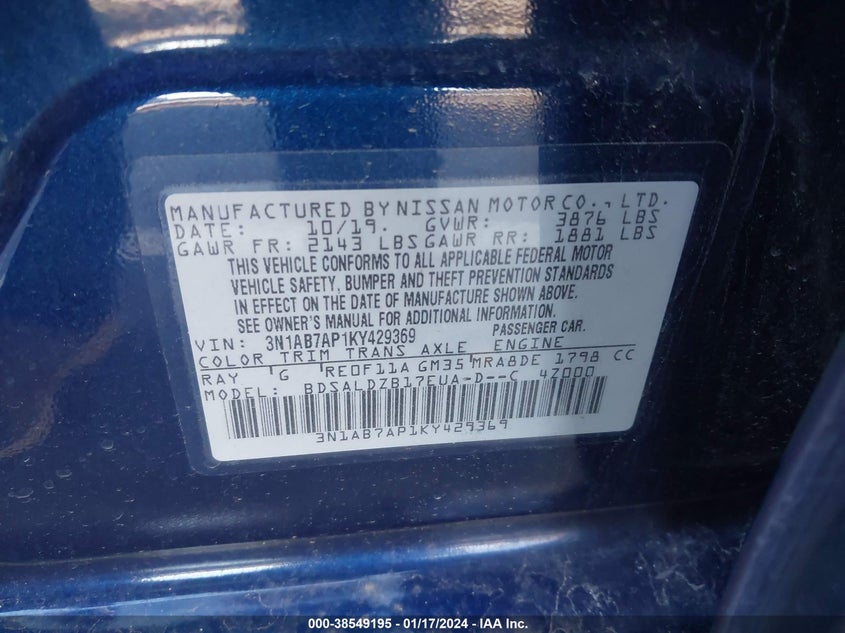 MANUFACTURED BY NISSAN MOTOR CO., LTD.
DATE: 10/19. GVWR: 3876 LBS
GAWR FR: 2143 LBS GAWR RR: 1881 LBS
THIS VEHICLE CONFORMS TO ALL APPLICABLE FEDERAL MOTOR
VEHICLE SAFETY, BUMPER AND THEFT PREVENTION STANDARDS
IN EFFECT ON THE DATE OF MANUFACTURE SHOWN ABOVE.
SEE OWNER'S MANUAL FOR ADDITIONAL INFORMATION.
VIN: 3N1AB7AP1KY429369 PASSENGER CAR.
COLOR TRIM TRANS AXLE ENGINE
RAY G RE0F11A GM35 MRA8DE 1798 CC
MODEL: BDSALDZB17EUA-D--C 4Z000
3N1AB7AP1KY429369
000-38549195 - 01/17/2024 - IAA Inc.